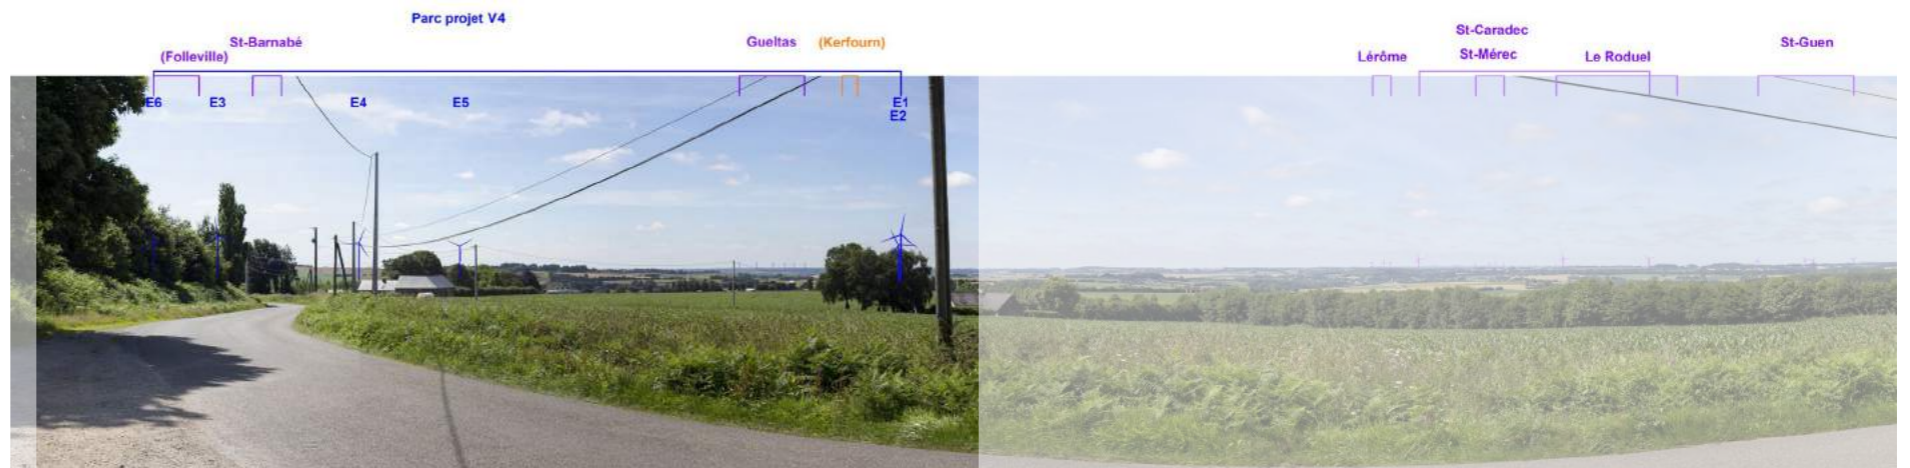 Parc projet V4
(Folleville)
St-Barnabé
Gueltas
(Kerfourn)
Lérôme
St-Caradec
St-Mérec
Le Roduel
St-Guen
E6
E3
E4
E5
E1
E2